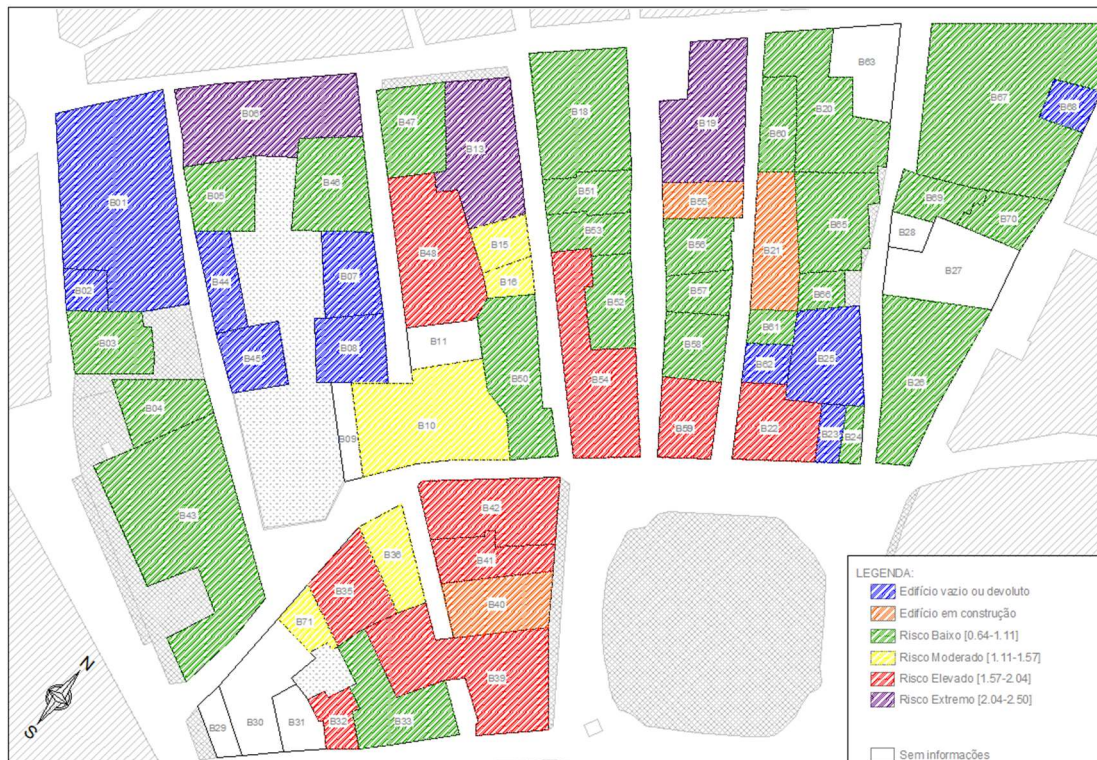 B63
B67
B68
B06
B47
B13
B18
B19
B20
B60
B01
B05
B46
B51
B55
B69
B53
B56
B65
B70
B49
B15
B21
B28
B44
B07
B16
B57
B27
B02
B52
B66
B03
B11
B61
B45
B08
B58
B62
B25
B50
B54
B26
B04
B10
B09
B59
B22
B23
B24
B43
B42
B36
B41
B35
B40
B71
B39
B29
B30
B31
B32
B33
N
S
LEGENDA:
Edifício vazio ou devoluto
Edifício em construção
Risco Baixo [0.64-1.11]
Risco Moderado [1.11-1.57]
Risco Elevado [1.57-2.04]
Risco Extremo [2.04-2.50]
Sem informações